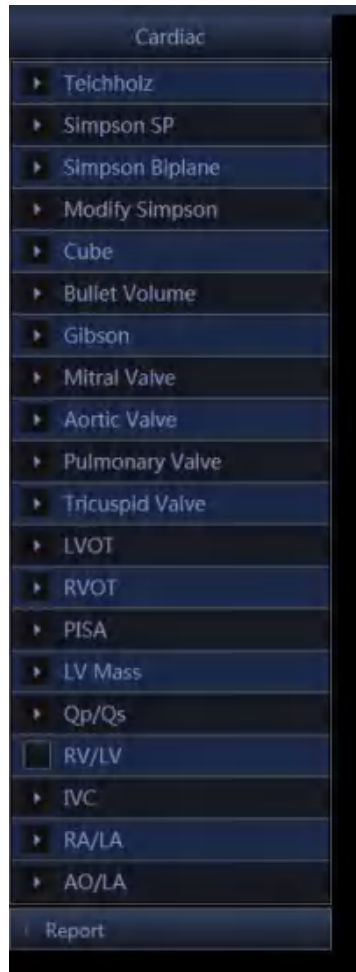 Cardiac
Teichholz
Simpson SP
Simpson Biplane
Modify Simpson
Cube
Bullet Volume
Gibson
Mitral Valve
Aortic Valve
Pulmonary Valve
Tricuspid Valve
LVOT
RVOT
PISA
LV Mass
Qp/Qs
RV/LV
IVC
RA/LA
AO/LA
Report